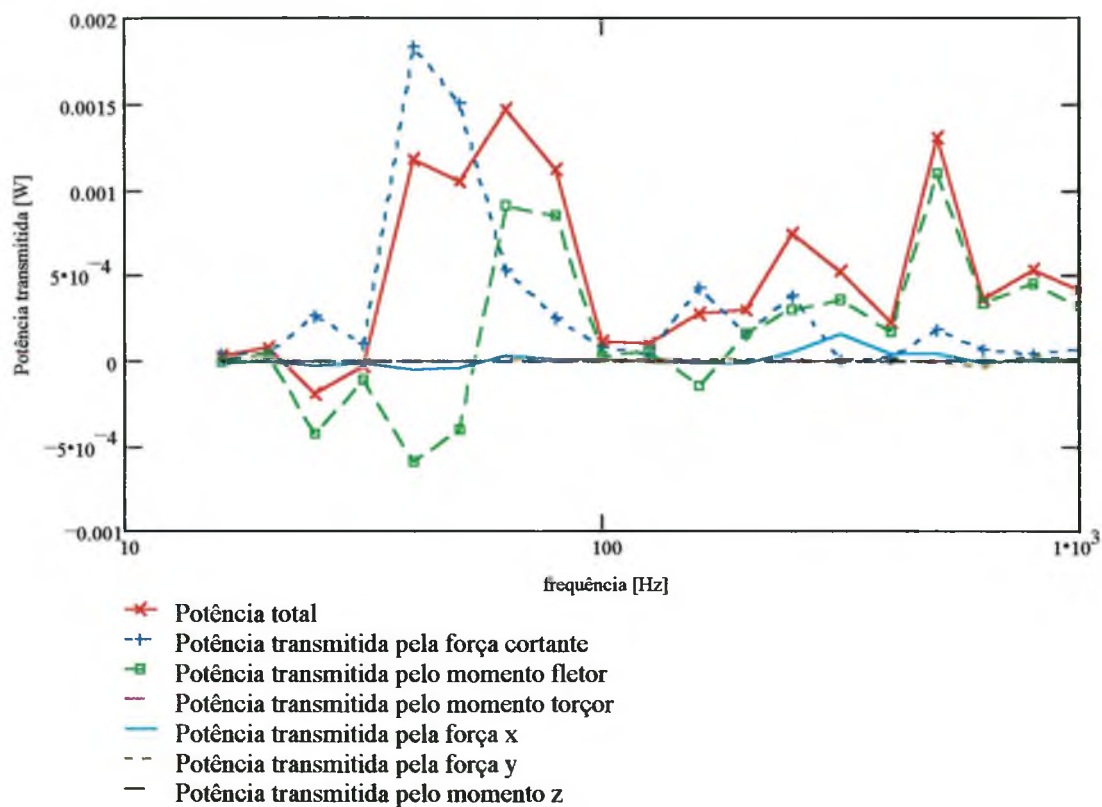 0.002
0.0015
0.001
5•10⁻⁴
0
−5•10⁻⁴
−0.001
Potência transmitida [W]
10
100
1•10³
frequência [Hz]
Potência total
Potência transmitida pela força cortante
Potência transmitida pelo momento fletor
Potência transmitida pelo momento torçor
Potência transmitida pela força x
Potência transmitida pela força y
Potência transmitida pelo momento z